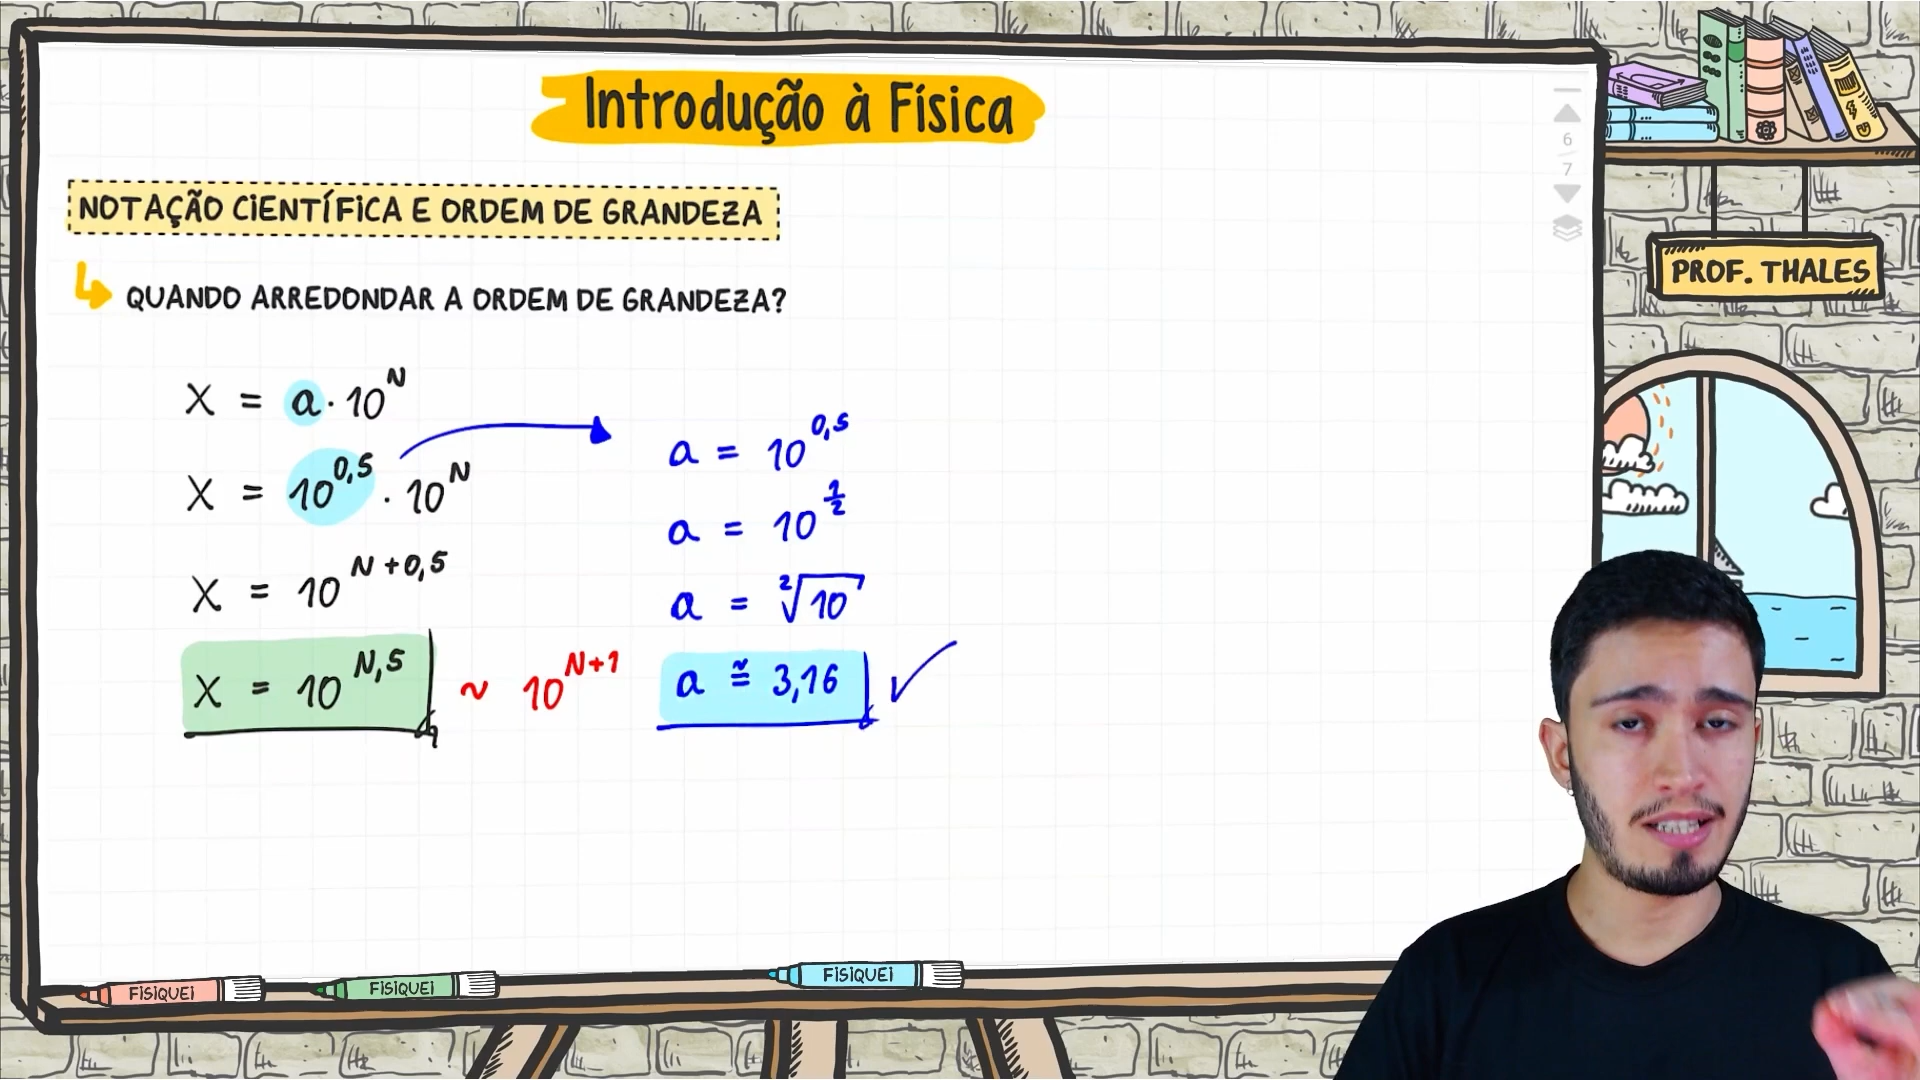 Introdução à Física
6
7
PROF. THALES
NOTAÇÃO CIENTÍFICA E ORDEM DE GRANDEZA
QUANDO ARREDONDAR A ORDEM DE GRANDEZA?
X = a · 10^N
X = 10^0,5 · 10^N
X = 10^N+0,5
X = 10^N,5 ~ 10^N+1
a = 10^0,5
a = 10^1/2
a = ²√10
a ≅ 3,16 ✓
FISIQUEI
FISIQUEI
FISIQUEI